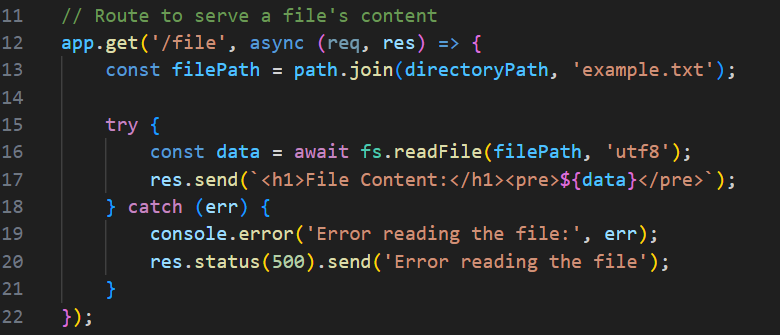 11 // Route to serve a file's content
12 app.get('/file', async (req, res) => {
13     const filePath = path.join(directoryPath, 'example.txt');
14
15     try {
16         const data = await fs.readFile(filePath, 'utf8');
17         res.send(`<h1>File Content:</h1><pre>${data}</pre>`);
18     } catch (err) {
19         console.error('Error reading the file:', err);
20         res.status(500).send('Error reading the file');
21     }
22 });